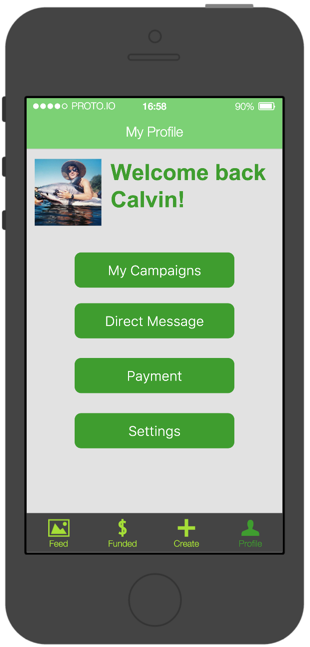 PROTO.IO 16:58 90%
My Profile
Welcome back
Calvin!
My Campaigns
Direct Message
Payment
Settings
Feed Funded Create Profile